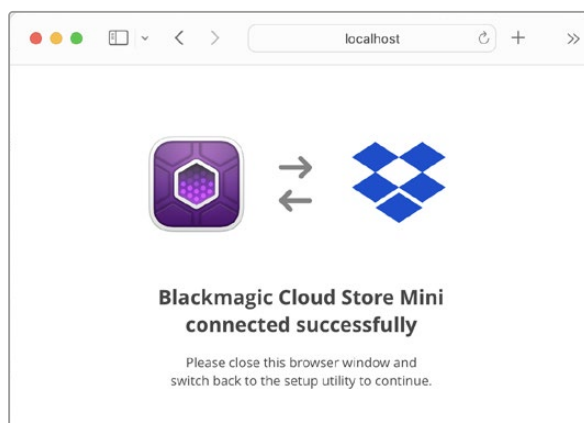 localhost
Blackmagic Cloud Store Mini
connected successfully
Please close this browser window and
switch back to the setup utility to continue.